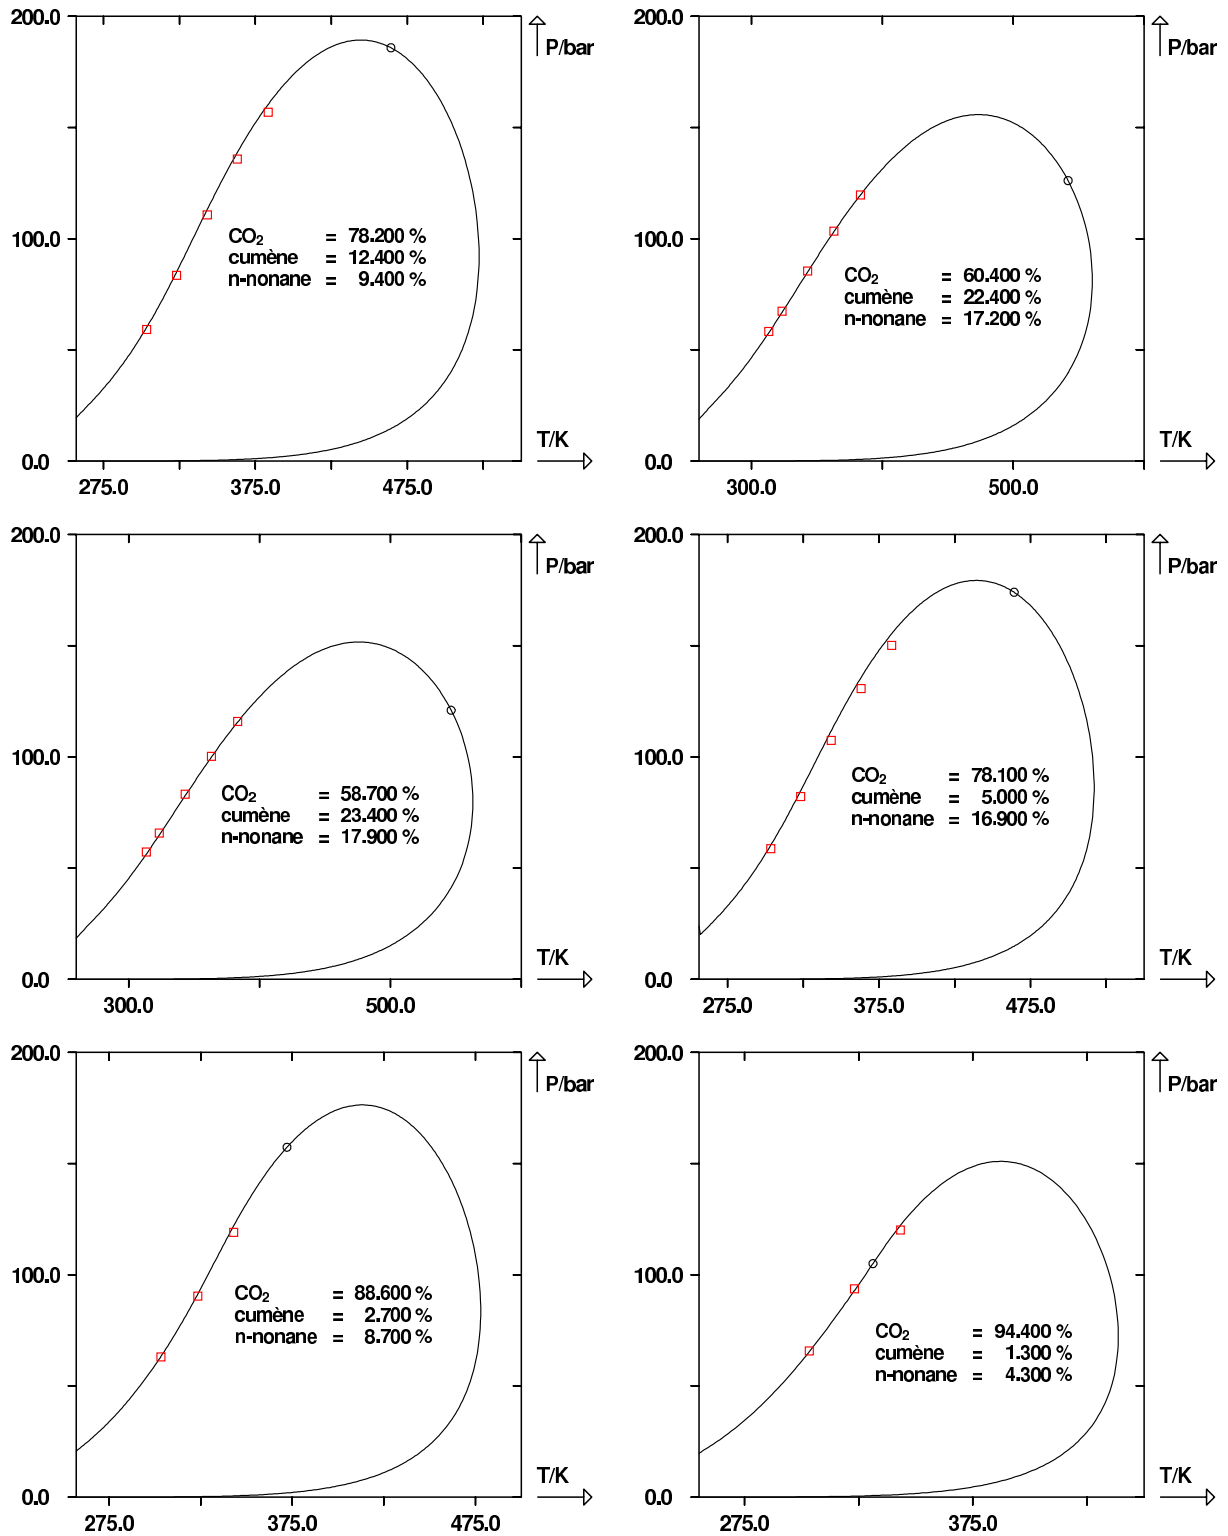 200.0
P/bar
100.0
CO2 = 78.200 %
cumène = 12.400 %
n-nonane = 9.400 %
T/K
0.0
275.0 375.0 475.0
200.0
P/bar
100.0
CO2 = 60.400 %
cumène = 22.400 %
n-nonane = 17.200 %
T/K
0.0
300.0 500.0
200.0
P/bar
100.0
CO2 = 58.700 %
cumène = 23.400 %
n-nonane = 17.900 %
T/K
0.0
300.0 500.0
200.0
P/bar
100.0
CO2 = 78.100 %
cumène = 5.000 %
n-nonane = 16.900 %
T/K
0.0
275.0 375.0 475.0
200.0
P/bar
100.0
CO2 = 88.600 %
cumène = 2.700 %
n-nonane = 8.700 %
T/K
0.0
275.0 375.0 475.0
200.0
P/bar
100.0
CO2 = 94.400 %
cumène = 1.300 %
n-nonane = 4.300 %
T/K
0.0
275.0 375.0